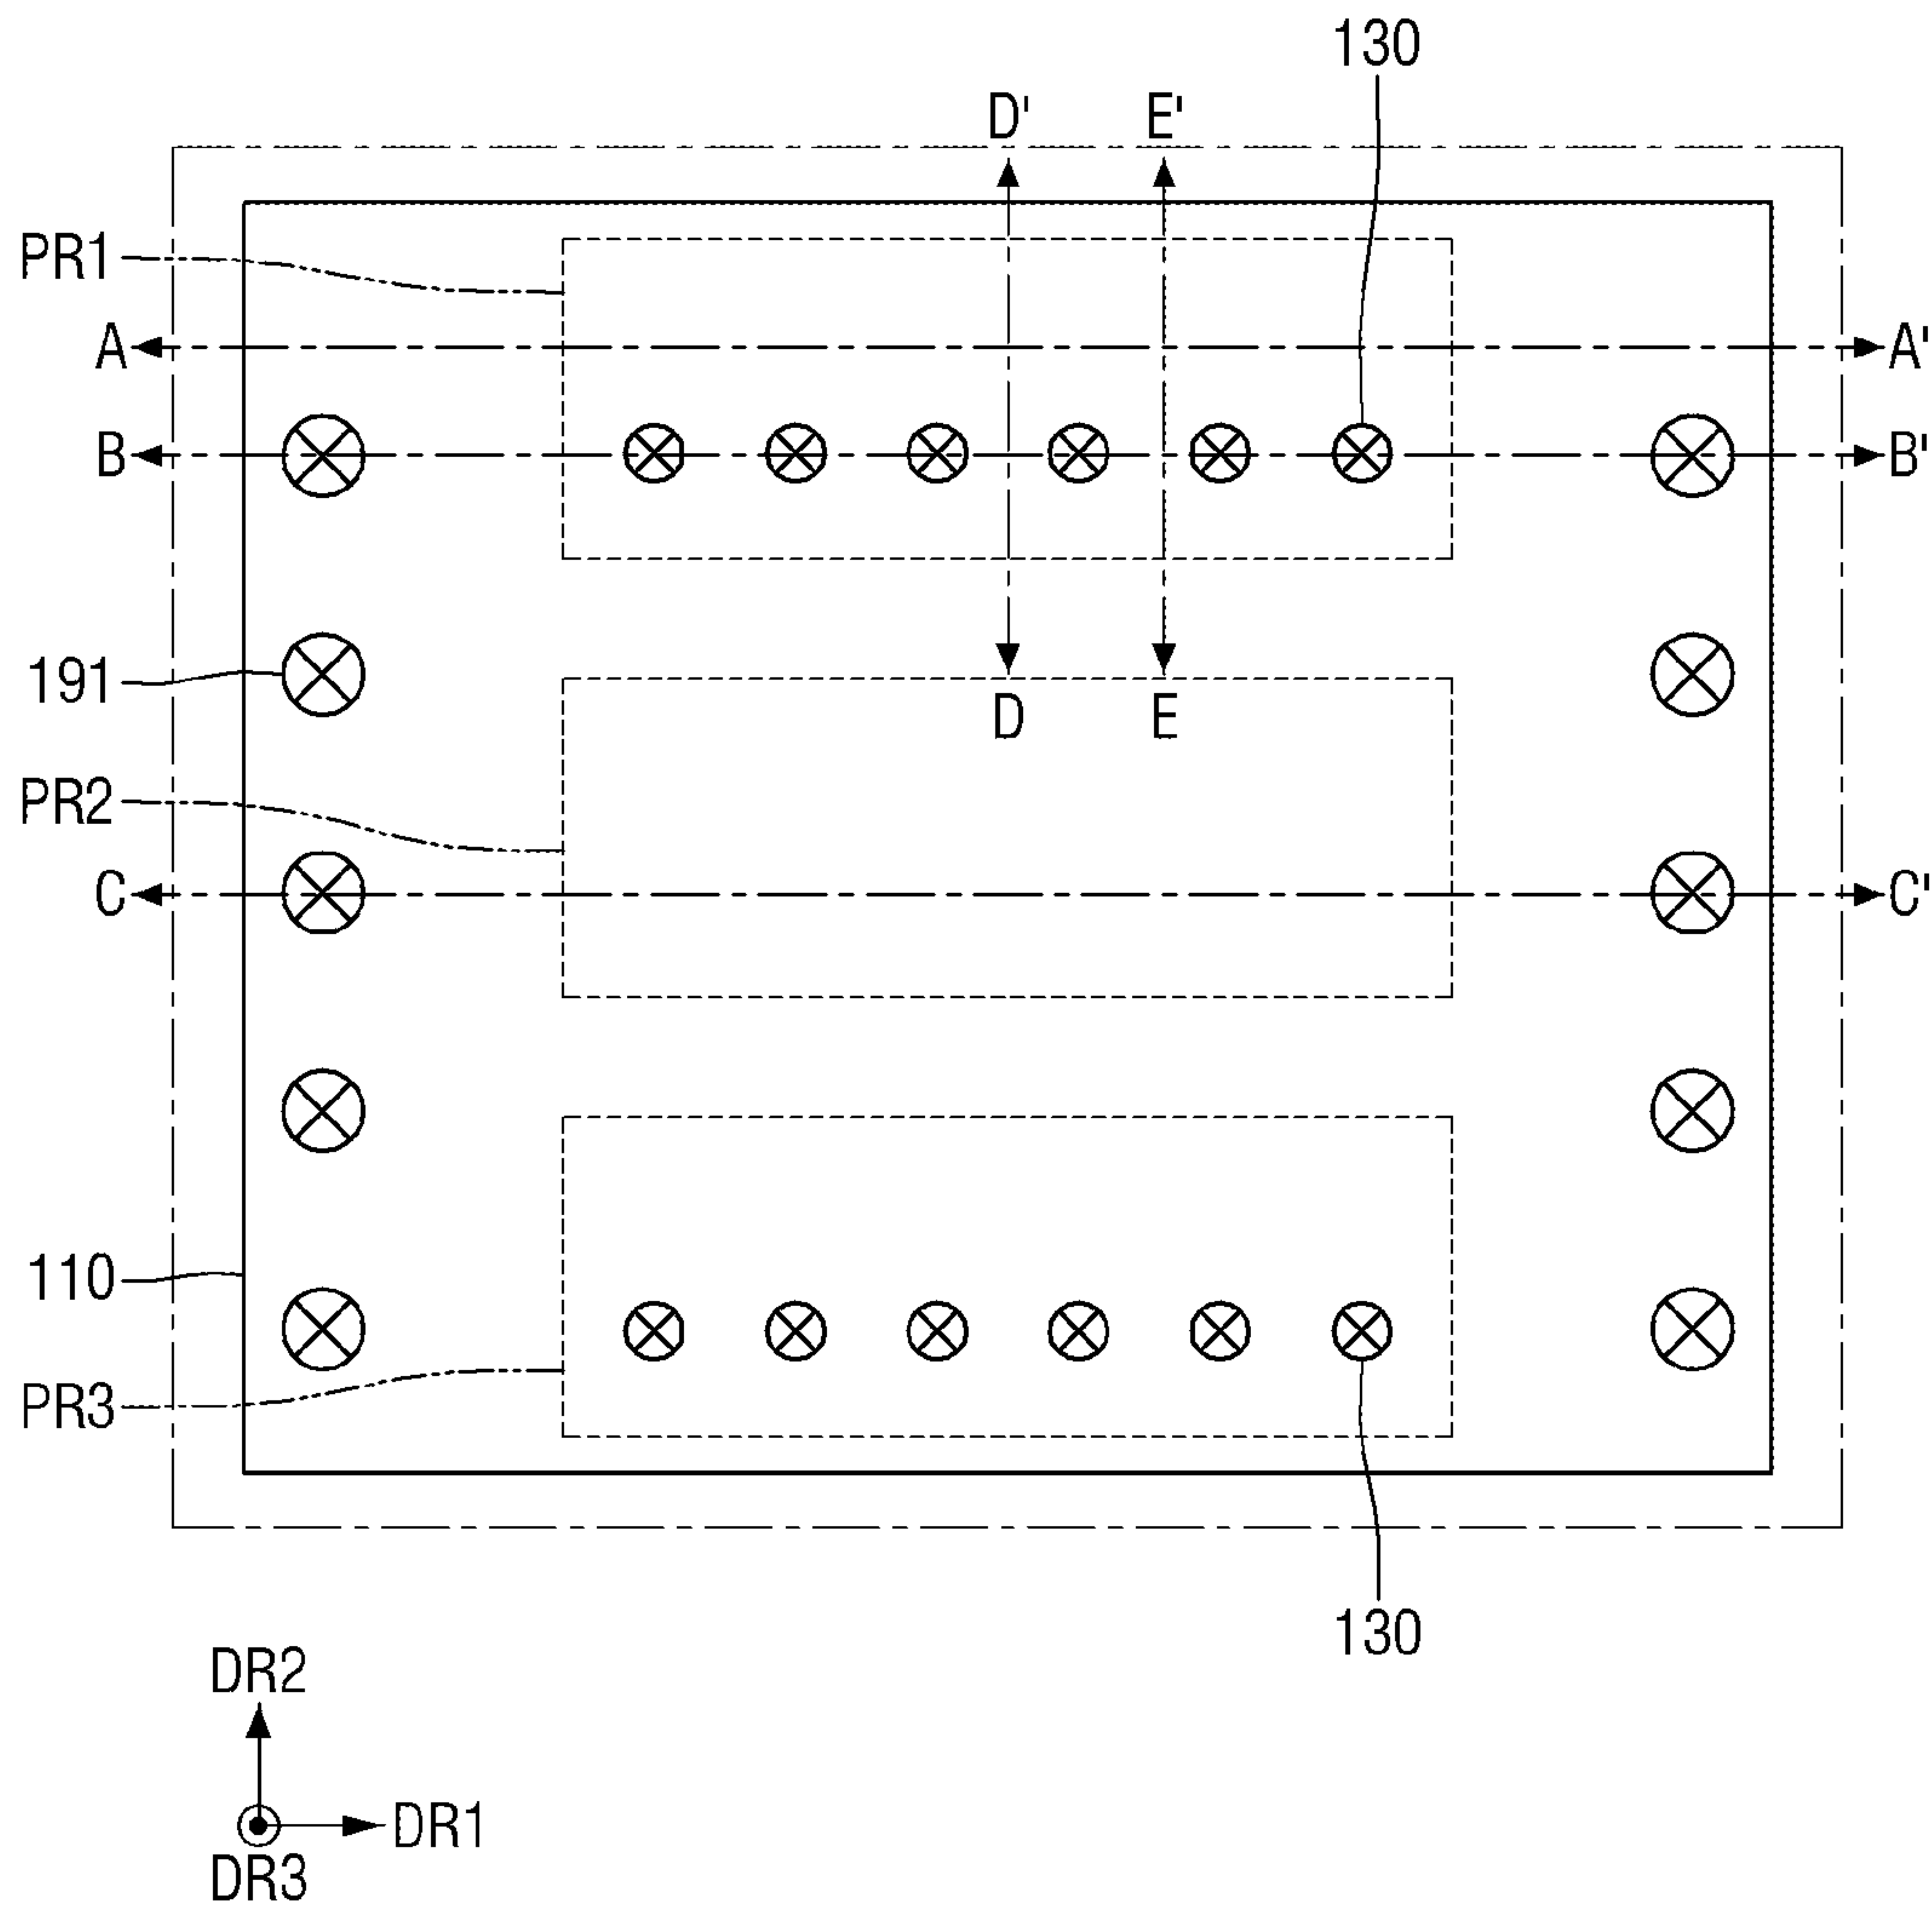 130
D' E'
PR1
A A'
B B'
191
D E
PR2
C C'
110
PR3
130
DR2
DR1
DR3